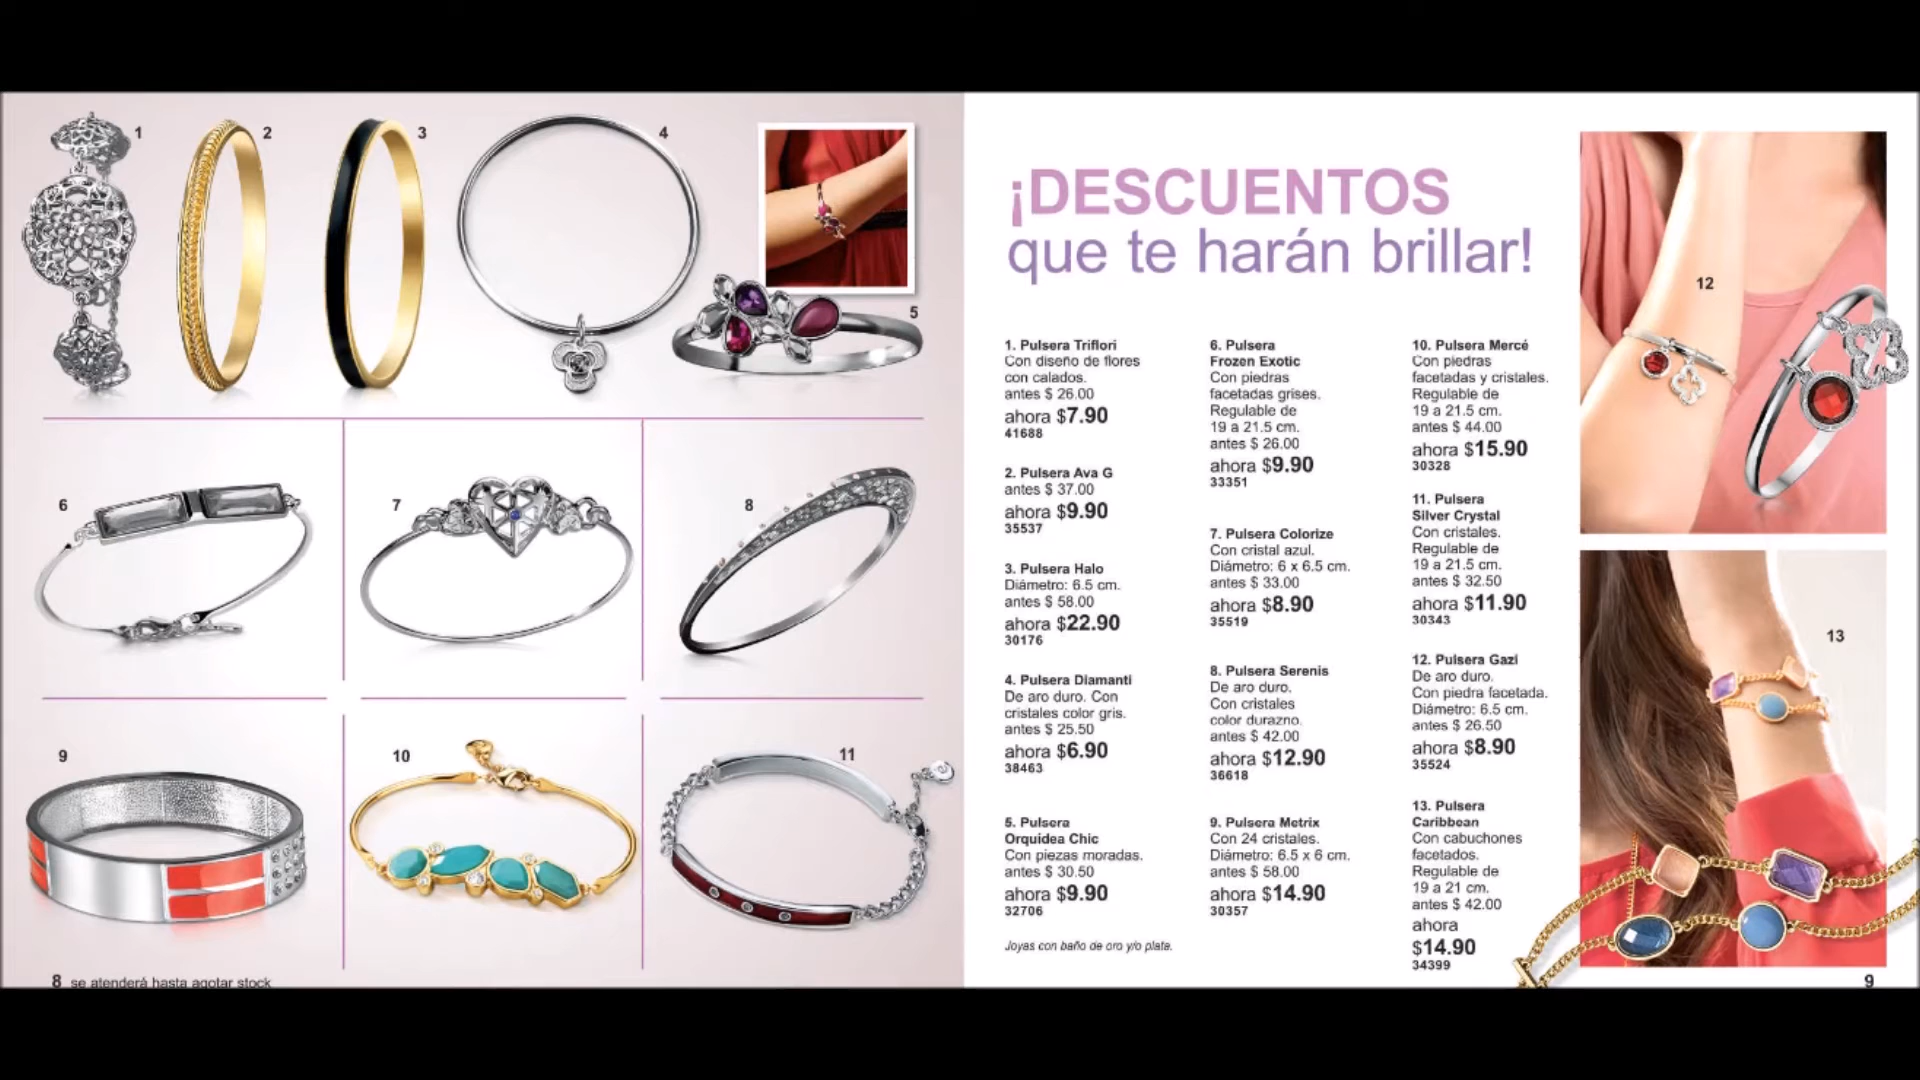 1
2
3
4
5
6
7
8
9
10
11
8 se atenderá hasta agotar stock
¡DESCUENTOS
que te harán brillar!
1. Pulsera Triflori
Con diseño de flores
con calados.
antes $ 26.00
ahora $7.90
41688
2. Pulsera Ava G
antes $ 37.00
ahora $9.90
35537
3. Pulsera Halo
Diámetro: 6.5 cm.
antes $ 58.00
ahora $22.90
30176
4. Pulsera Diamanti
De aro duro. Con
cristales color gris.
antes $ 25.50
ahora $6.90
38463
5. Pulsera
Orquídea Chic
Con piezas moradas.
antes $ 30.50
ahora $9.90
32706
Joyas con baño de oro y/o plata.
6. Pulsera
Frozen Exotic
Con piedras
facetadas grises.
Regulable de
19 a 21.5 cm.
antes $ 26.00
ahora $9.90
33351
7. Pulsera Colorize
Con cristal azul.
Diámetro: 6 x 6.5 cm.
antes $ 33.00
ahora $8.90
35519
8. Pulsera Serenis
De aro duro.
Con cristales
color durazno.
antes $ 42.00
ahora $12.90
36618
9. Pulsera Metrix
Con 24 cristales.
Diámetro: 6.5 x 6 cm.
antes $ 58.00
ahora $14.90
30357
10. Pulsera Mercé
Con piedras
facetadas y cristales.
Regulable de
19 a 21.5 cm.
antes $ 44.00
ahora $15.90
30328
11. Pulsera
Silver Crystal
Con cristales.
Regulable de
19 a 21.5 cm.
antes $ 32.50
ahora $11.90
30343
12. Pulsera Gazi
De aro duro.
Con piedra facetada.
Diámetro: 6.5 cm.
antes $ 26.50
ahora $8.90
35524
13. Pulsera
Caribbean
Con cabuchones
facetados.
Regulable de
19 a 21 cm.
antes $ 42.00
ahora
$14.90
34399
12
13
9